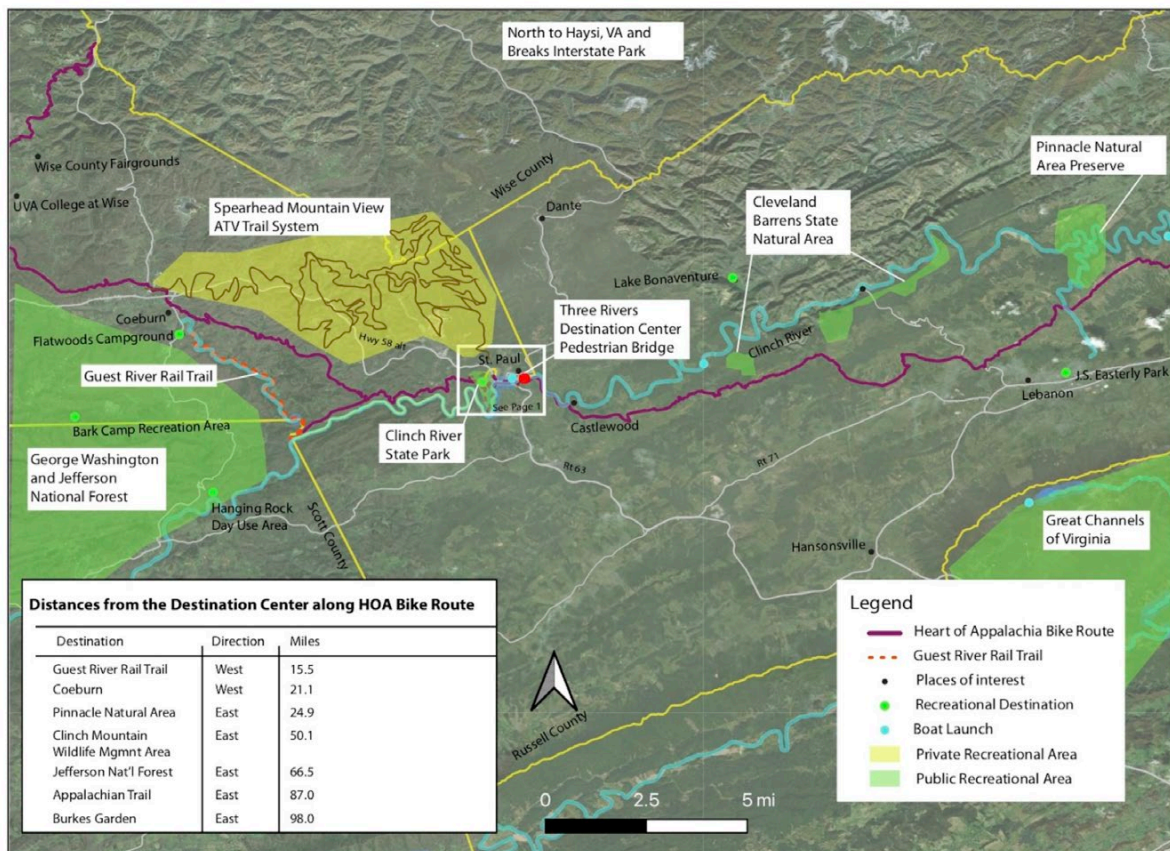 North to Haysi, VA and
Breaks Interstate Park
Wise County Fairgrounds
UVA College at Wise
Spearhead Mountain View
ATV Trail System
Wise County
Dante
Pinnacle Natural
Area Preserve
Cleveland
Barrens State
Natural Area
Lake Bonaventure
Three Rivers
Destination Center
Pedestrian Bridge
Clinch River
Coeburn
Flatwoods Campground
Hwy 58 alt
St. Paul
See Page 1
Guest River Rail Trail
Bark Camp Recreation Area
Clinch River
State Park
Castlewood
J.S. Easterly Park
Lebanon
George Washington
and Jefferson
National Forest
Hanging Rock
Day Use Area
Scott County
Rt 63
Rt 71
Hansonsville
Great Channels
of Virginia
Russell County
Distances from the Destination Center along HOA Bike Route
Destination Direction Miles
Guest River Rail Trail West 15.5
Coeburn West 21.1
Pinnacle Natural Area East 24.9
Clinch Mountain East 50.1
Wildlife Mgmnt Area
Jefferson Nat'l Forest East 66.5
Appalachian Trail East 87.0
Burkes Garden East 98.0
0 2.5 5 mi
Legend
Heart of Appalachia Bike Route
Guest River Rail Trail
Places of interest
Recreational Destination
Boat Launch
Private Recreational Area
Public Recreational Area